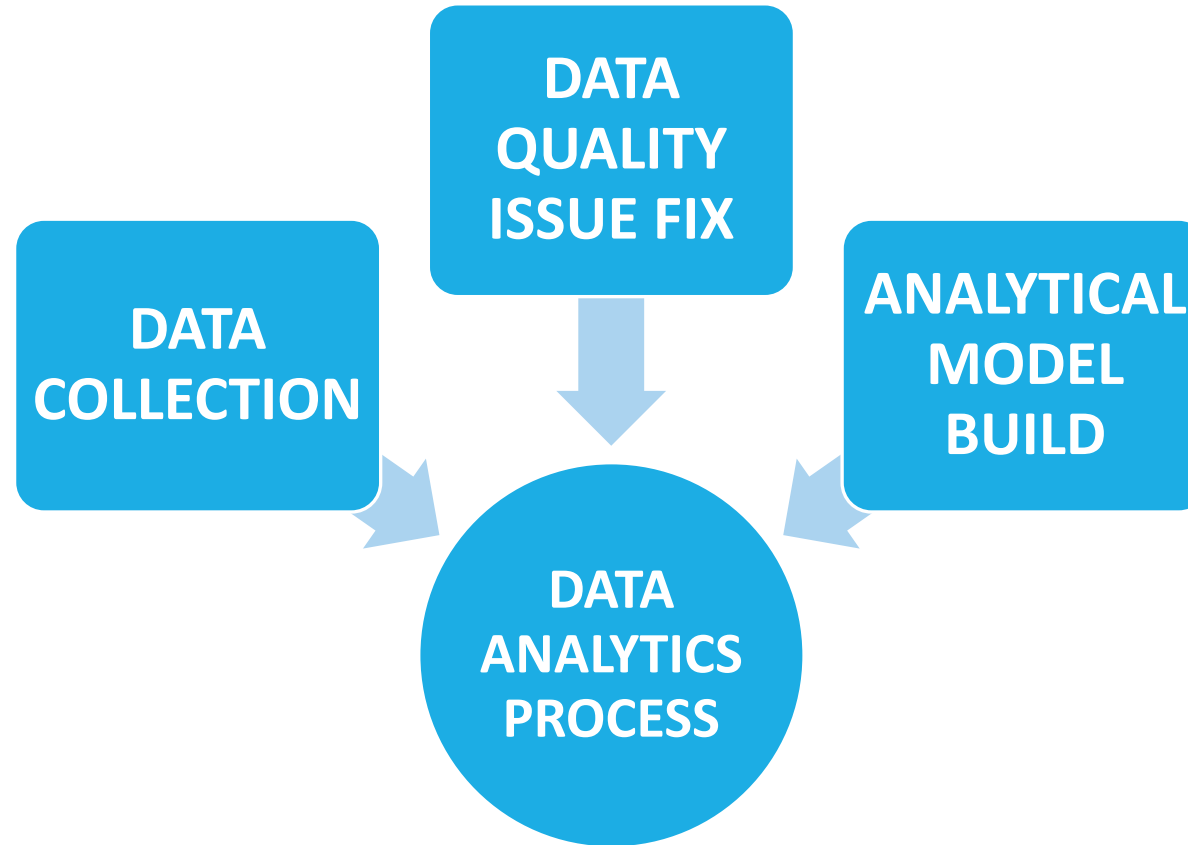 DATA
QUALITY
ISSUE FIX
DATA
COLLECTION
ANALYTICAL
MODEL
BUILD
DATA
ANALYTICS
PROCESS